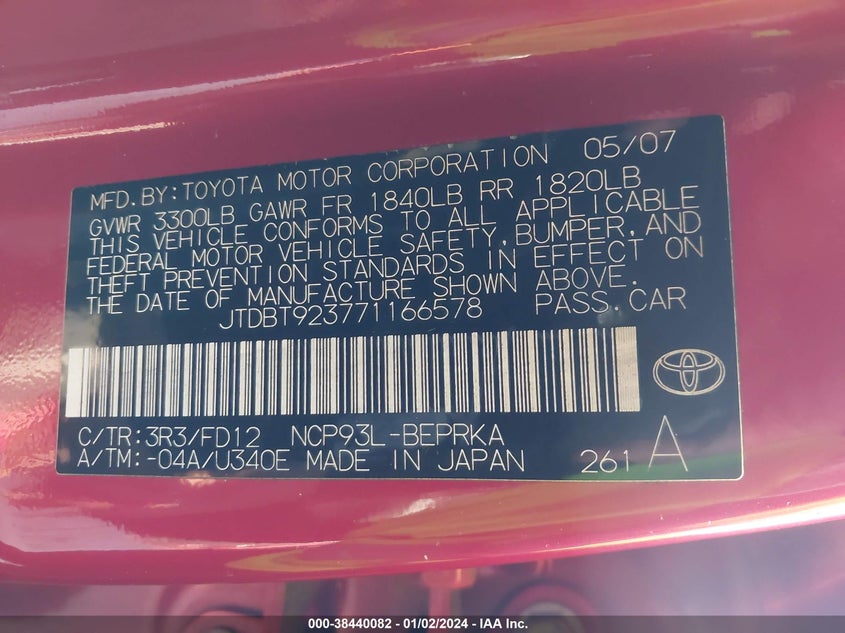 MFD.BY:TOYOTA MOTOR CORPORATION 05/07
GVWR 3300LB GAWR FR 1840LB RR 1820LB
THIS VEHICLE CONFORMS TO ALL APPLICABLE
FEDERAL MOTOR VEHICLE SAFETY,BUMPER,AND
THEFT PREVENTION STANDARDS IN EFFECT ON
THE DATE OF MANUFACTURE SHOWN ABOVE.
JTDBT923771166578 PASS.CAR
C/TR:3R3/FD12 NCP93L-BEPRKA
A/TM:-04A/U340E MADE IN JAPAN 261 A
000-38440082 - 01/02/2024 - IAA Inc.